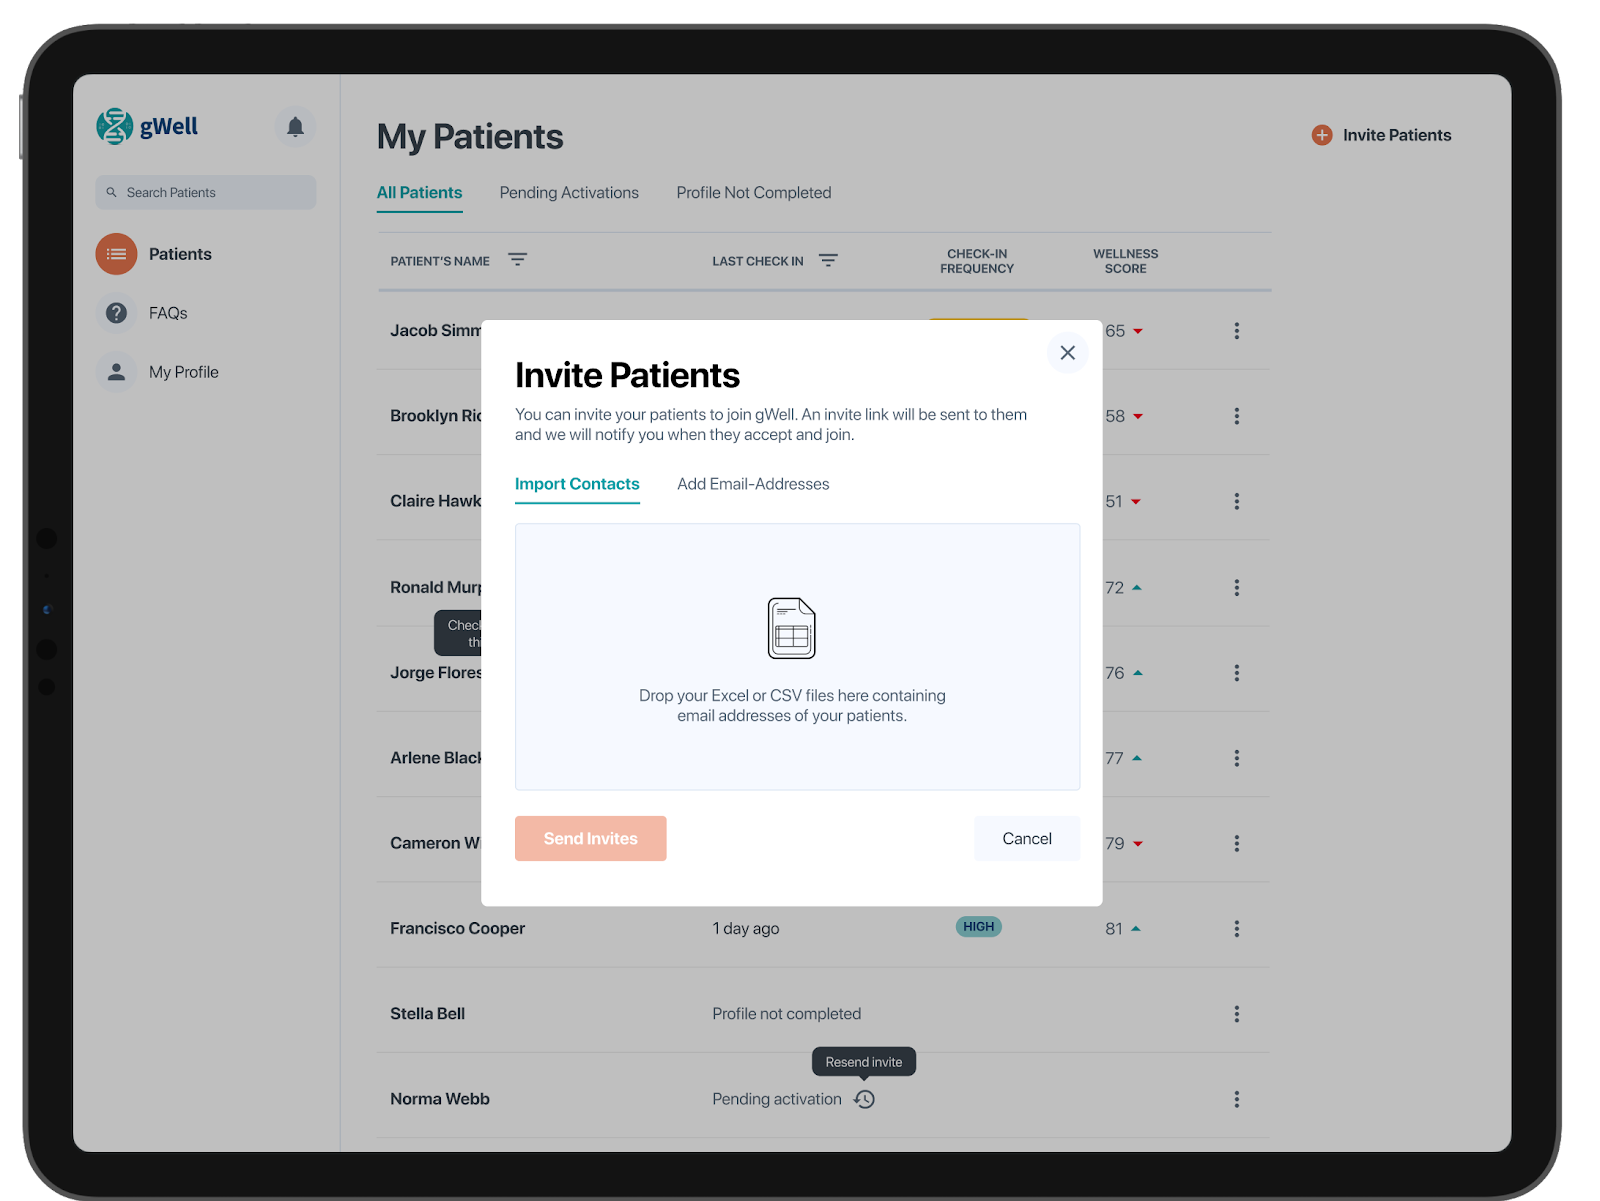 gWell
Search Patients
Patients
FAQs
My Profile
My Patients
Invite Patients
All Patients
Pending Activations
Profile Not Completed
PATIENT'S NAME
LAST CHECK IN
CHECK-IN
FREQUENCY
WELLNESS
SCORE
Jacob Simm
65
Brooklyn Ric
58
Claire Hawk
51
Ronald Murp
72
Chec
thi
Jorge Flores
76
Arlene Black
77
Cameron Wi
79
Francisco Cooper
1 day ago
HIGH
81
Stella Bell
Profile not completed
Resend invite
Norma Webb
Pending activation
Invite Patients
You can invite your patients to join gWell. An invite link will be sent to them
and we will notify you when they accept and join.
Import Contacts
Add Email-Addresses
Drop your Excel or CSV files here containing
email addresses of your patients.
Send Invites
Cancel